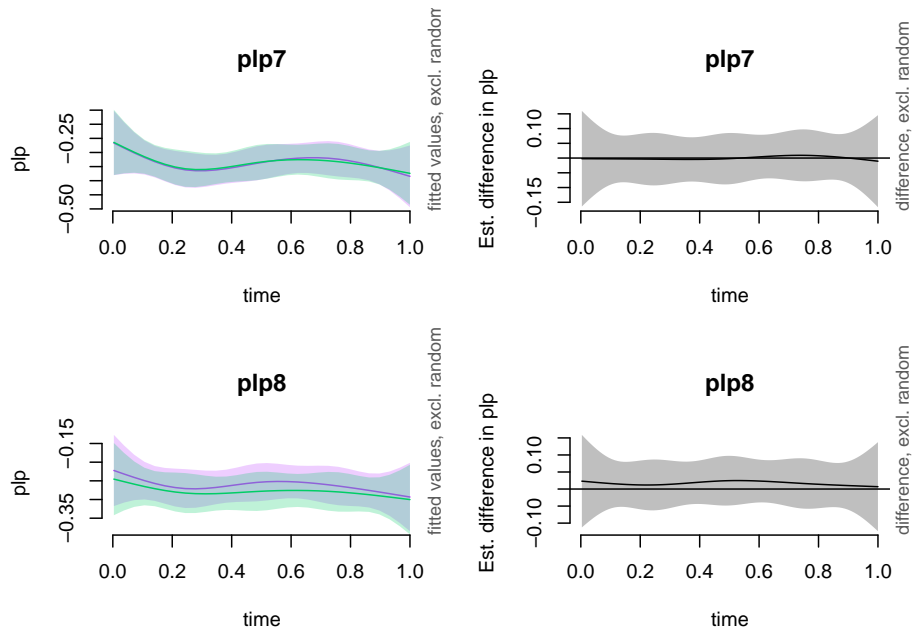 plp7
plp
−0.50
−0.25
0.0 0.2 0.4 0.6 0.8 1.0
time
fitted values, excl. random
plp7
Est. difference in plp
−0.15
0.10
0.0 0.2 0.4 0.6 0.8 1.0
time
difference, excl. random
plp8
plp
−0.35
−0.15
0.0 0.2 0.4 0.6 0.8 1.0
time
fitted values, excl. random
plp8
Est. difference in plp
−0.10
0.10
0.0 0.2 0.4 0.6 0.8 1.0
time
difference, excl. random